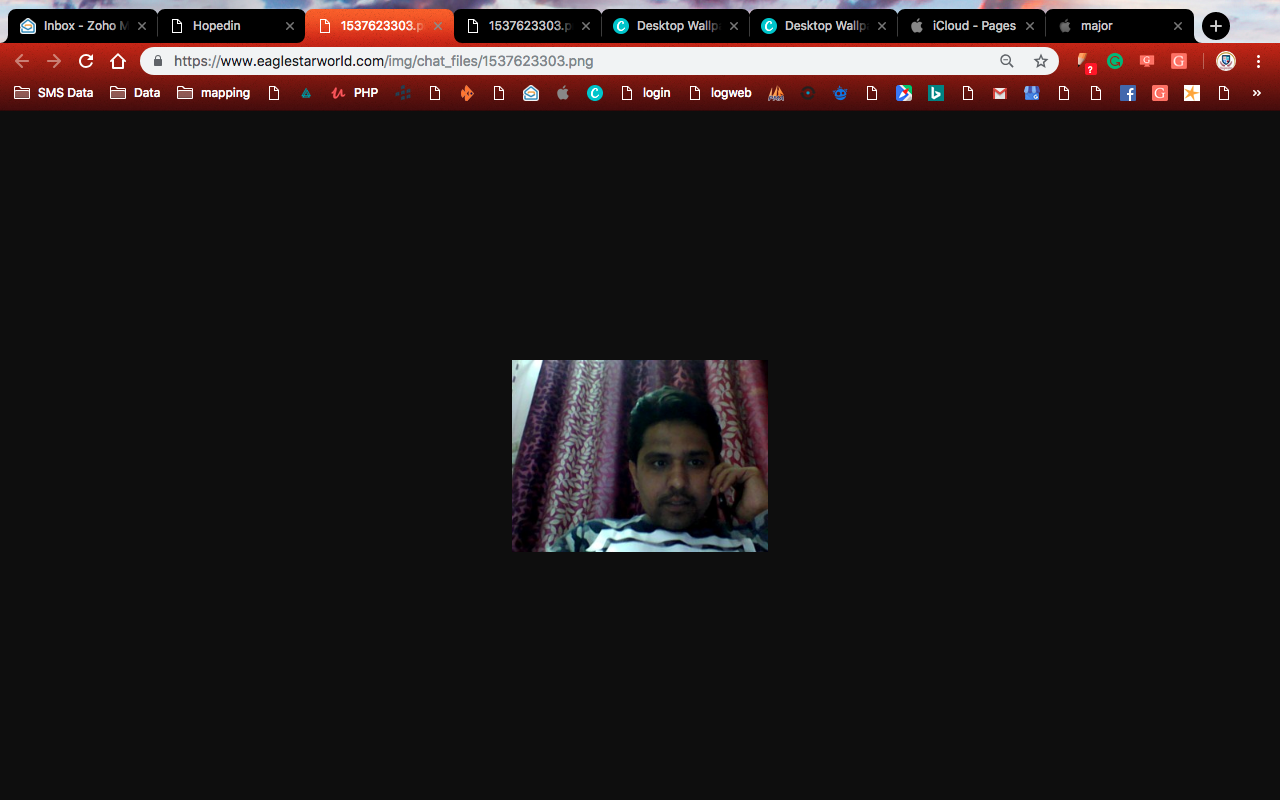 Inbox - Zoho M
Hopedin
1537623303.p
1537623303.p
Desktop Wallp
Desktop Wallp
iCloud - Pages
major
https://www.eaglestarworld.com/img/chat_files/1537623303.png
SMS Data
Data
mapping
PHP
login
logweb